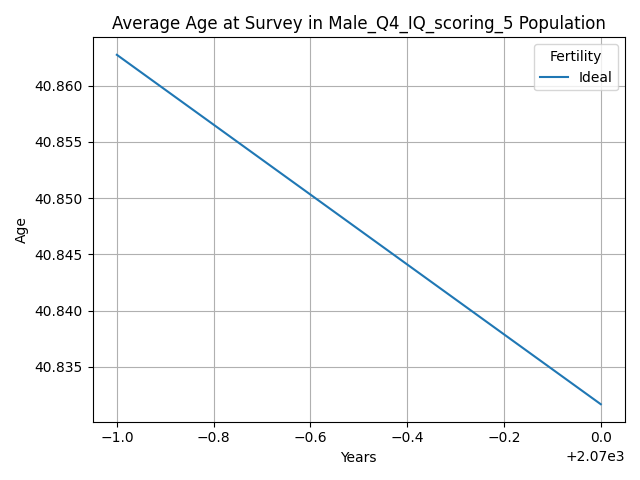 Average Age at Survey in Male_Q4_IQ_scoring_5 Population
Fertility
Ideal
40.860
40.855
40.850
40.845
40.840
40.835
Age
−1.0
−0.8
−0.6
−0.4
−0.2
0.0
Years
+2.07e3